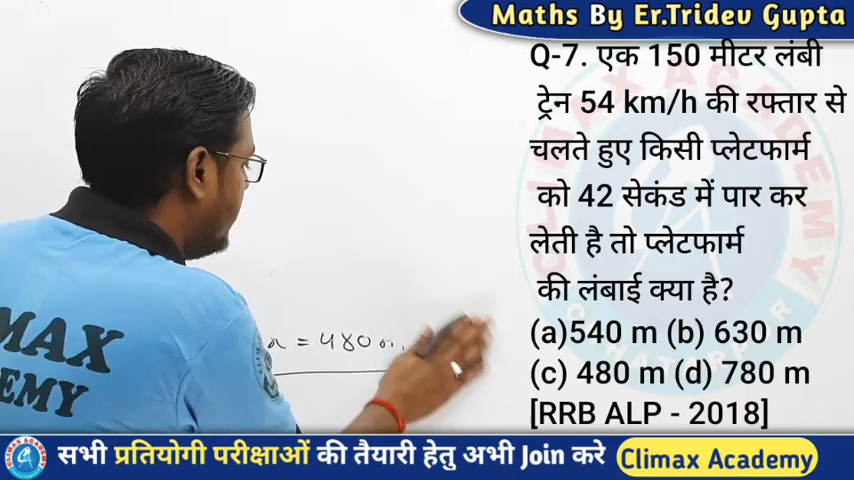 Maths By Er.Tridev Gupta
Q-7. एक 150 मीटर लंबी
ट्रेन 54 km/h की रफ्तार से
चलते हुए किसी प्लेटफार्म
को 42 सेकंड में पार कर
लेती है तो प्लेटफार्म
की लंबाई क्या है?
(a)540 m (b) 630 m
(c) 480 m (d) 780 m
[RRB ALP - 2018]
x = 480 m.
MAX
EMY
सभी प्रतियोगी परीक्षाओं की तैयारी हेतु अभी Join करे Climax Academy